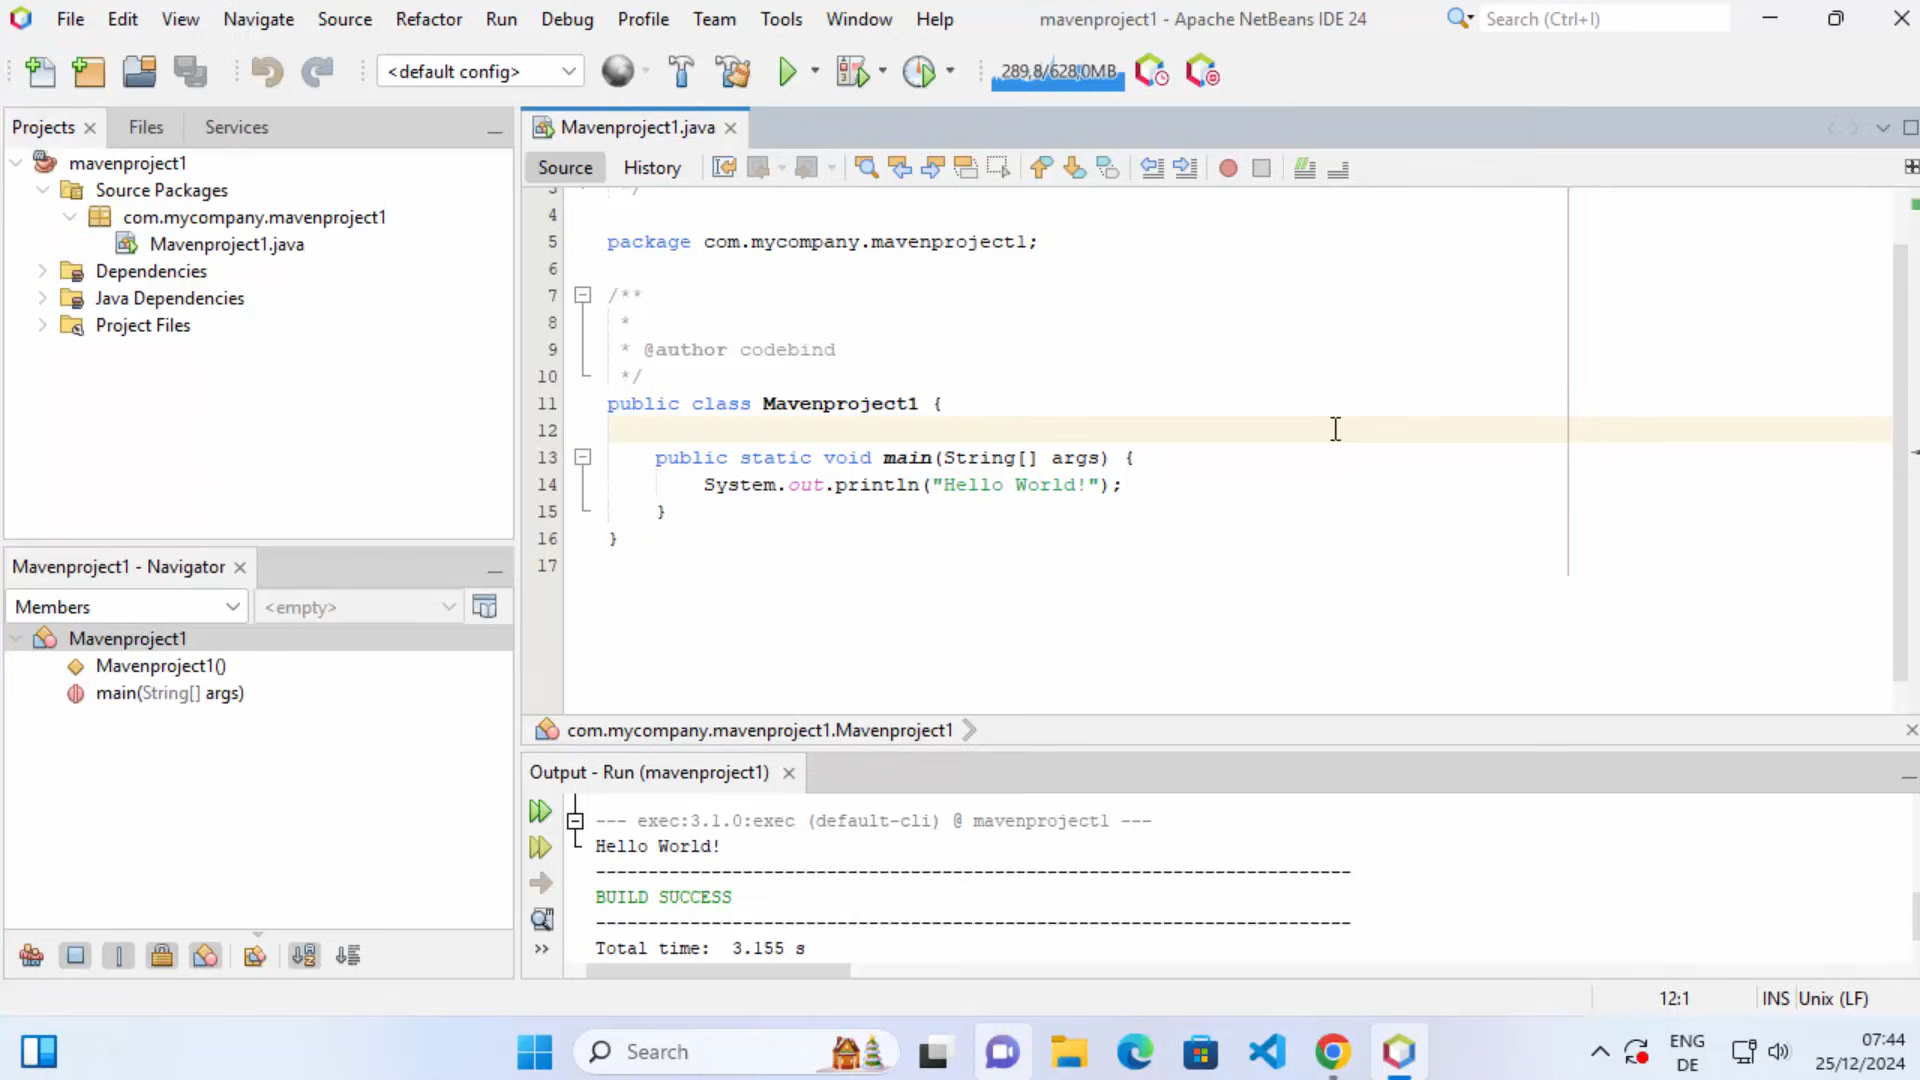 File Edit View Navigate Source Refactor Run Debug Profile Team Tools Window Help mavenproject1 - Apache NetBeans IDE 24 Search (Ctrl+I)
<default config> 289,8/628,0MB
Projects Files Services
mavenproject1
Source Packages
com.mycompany.mavenproject1
Mavenproject1.java
Dependencies
Java Dependencies
Project Files
Mavenproject1.java
Source History
3 */
4
5 package com.mycompany.mavenproject1;
6
7 /**
8 *
9 * @author codebind
10 */
11 public class Mavenproject1 {
12
13 public static void main(String[] args) {
14 System.out.println("Hello World!");
15 }
16 }
17
com.mycompany.mavenproject1.Mavenproject1
Mavenproject1 - Navigator
Members <empty>
Mavenproject1
Mavenproject1()
main(String[] args)
Output - Run (mavenproject1)
--- exec:3.1.0:exec (default-cli) @ mavenproject1 ---
Hello World!
------------------------------------------------------------------------
BUILD SUCCESS
------------------------------------------------------------------------
Total time:  3.155 s
12:1 INS Unix (LF)
Search
ENG
DE
07:44
25/12/2024